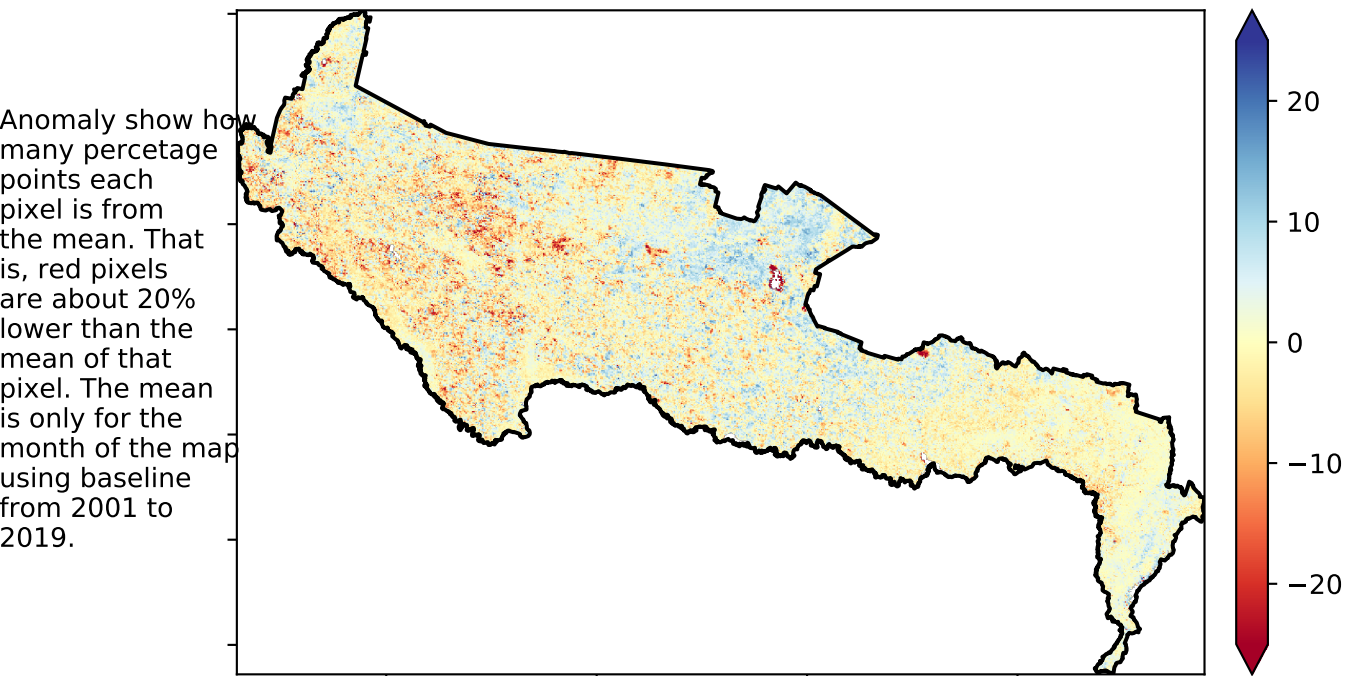 Anomaly show how
many percetage
points each
pixel is from
the mean. That
is, red pixels
are about 20%
lower than the
mean of that
pixel. The mean
is only for the
month of the map
using baseline
from 2001 to
2019.
20
10
0
−10
−20